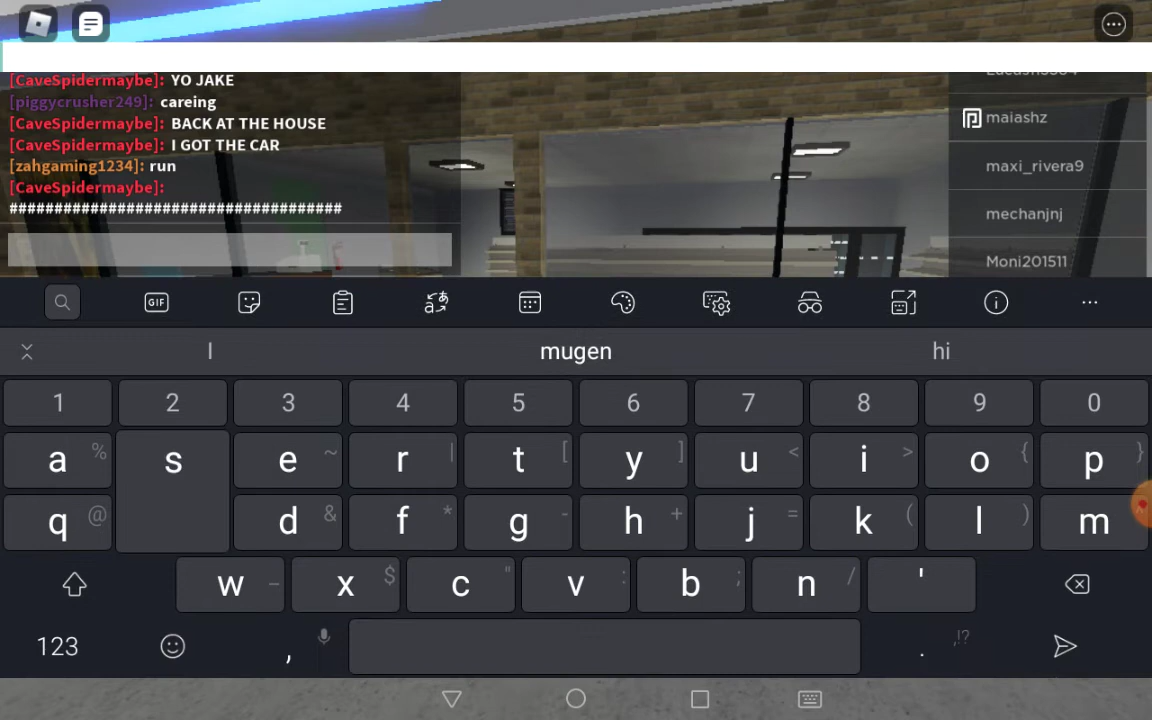 [CaveSpidermaybe]: YO JAKE
[piggycrusher249]: careing
[CaveSpidermaybe]: BACK AT THE HOUSE
[CaveSpidermaybe]: I GOT THE CAR
[zahgaming1234]: run
[CaveSpidermaybe]:
####################################
maiashz
maxi_rivera9
mechanjnj
Moni201511
GIF
I mugen hi
1 2 3 4 5 6 7 8 9 0
a % s e ~ r | t [ y ] u < i > o { p }
q @ d & f * g - h + j = k ( l ) m
w _ x $ c " v : b ; n / '
123 , . ,!?